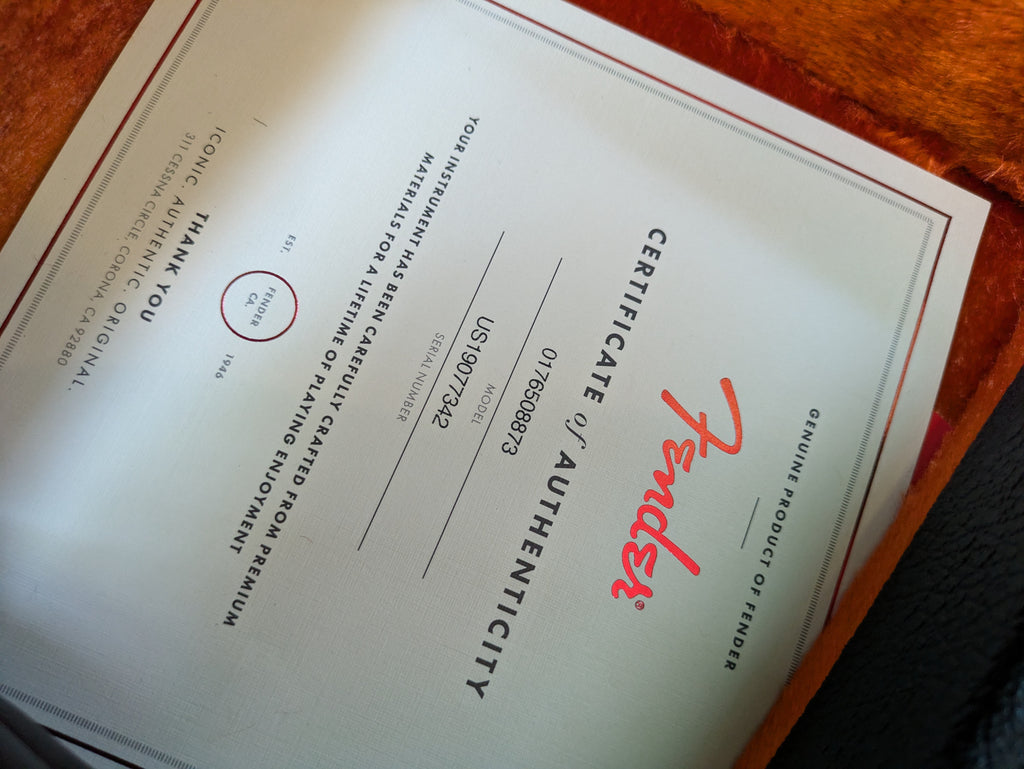 GENUINE PRODUCT OF FENDER
Fender®
CERTIFICATE of AUTHENTICITY
0176508873
MODEL
US19077342
SERIAL NUMBER
YOUR INSTRUMENT HAS BEEN CAREFULLY CRAFTED FROM PREMIUM
MATERIALS FOR A LIFETIME OF PLAYING ENJOYMENT
EST. FENDER CA. 1946
THANK YOU
ICONIC. AUTHENTIC. ORIGINAL.
311 CESSNA CIRCLE, CORONA, CA 92880